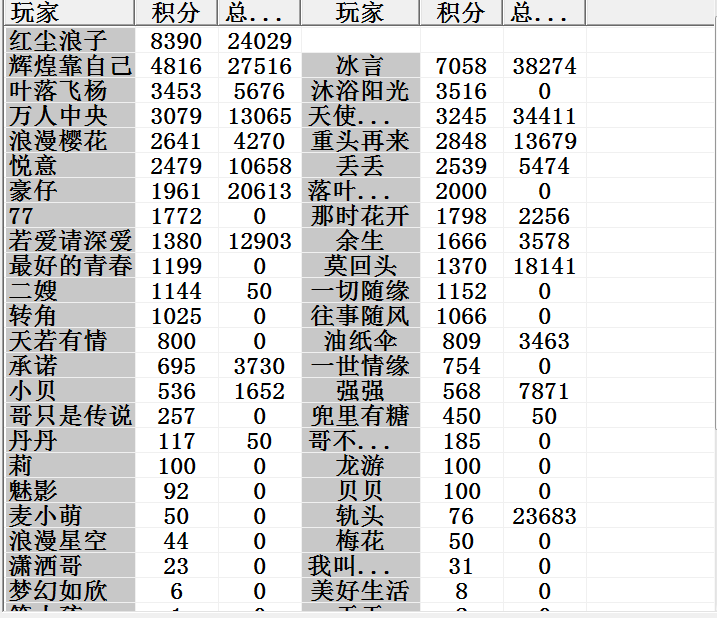 玩家 积分 总... 玩家 积分 总...
红尘浪子 8390 24029
辉煌靠自己 4816 27516 冰言 7058 38274
叶落飞杨 3453 5676 沐浴阳光 3516 0
万人中央 3079 13065 天使... 3245 34411
浪漫樱花 2641 4270 重头再来 2848 13679
悦意 2479 10658 丢丢 2539 5474
豪仔 1961 20613 落叶... 2000 0
77 1772 0 那时花开 1798 2256
若爱请深爱 1380 12903 余生 1666 3578
最好的青春 1199 0 莫回头 1370 18141
二嫂 1144 50 一切随缘 1152 0
转角 1025 0 往事随风 1066 0
天若有情 800 0 油纸伞 809 3463
承诺 695 3730 一世情缘 754 0
小贝 536 1652 强强 568 7871
哥只是传说 257 0 兜里有糖 450 50
丹丹 117 50 哥不... 185 0
莉 100 0 龙游 100 0
魅影 92 0 贝贝 100 0
麦小萌 50 0 轨头 76 23683
浪漫星空 44 0 梅花 50 0
潇洒哥 23 0 我叫... 31 0
梦幻如欣 6 0 美好生活 8 0